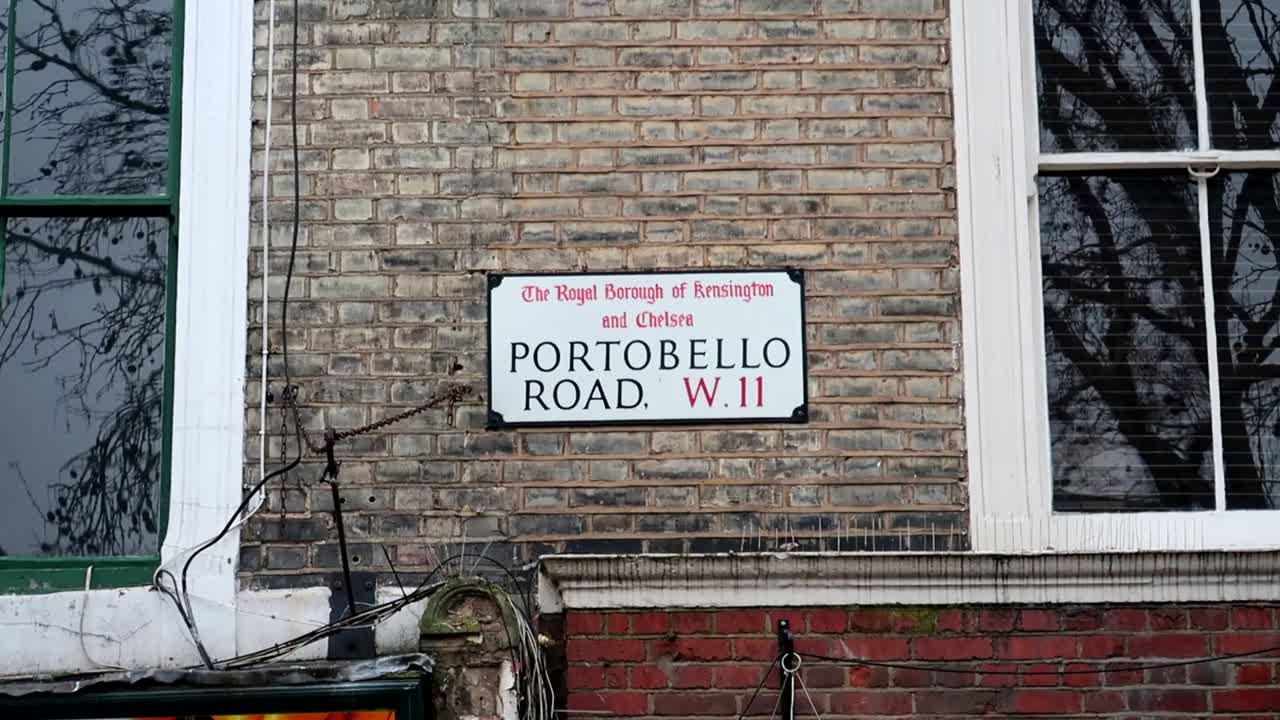 The Royal Borough of Kensington
and Chelsea
PORTOBELLO
ROAD, W.11